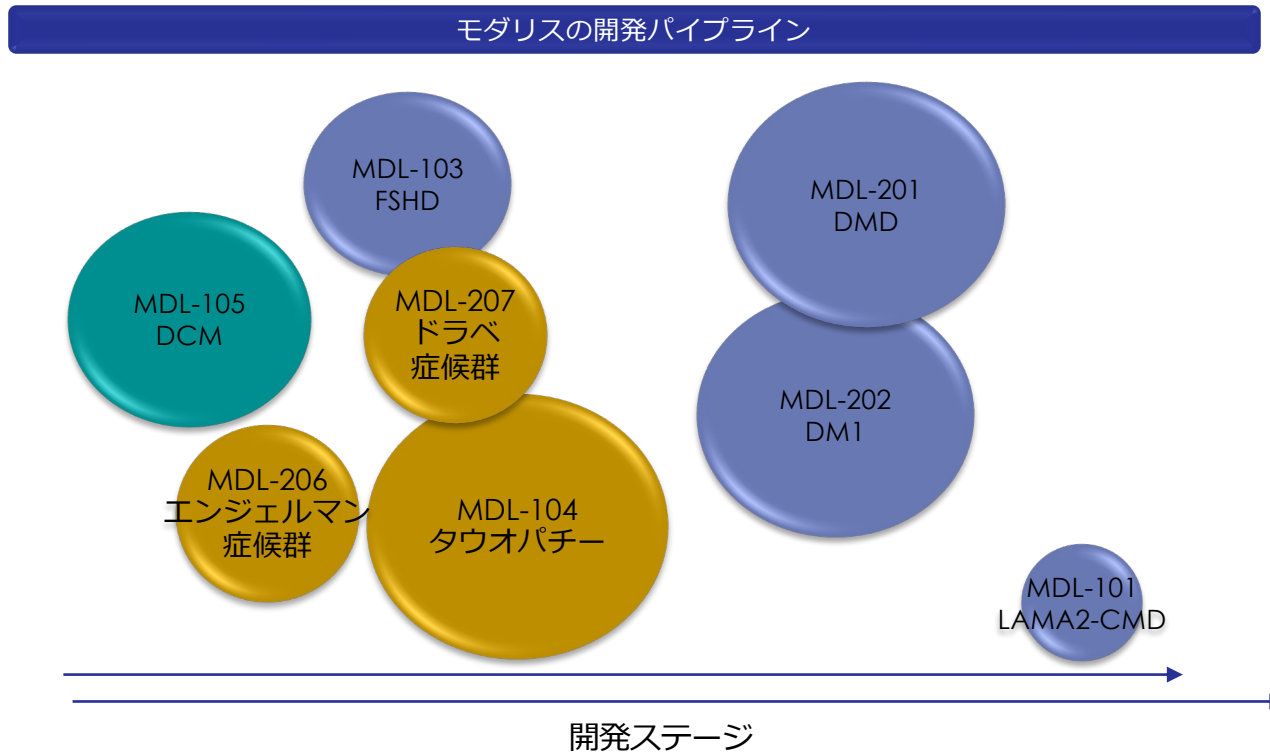 モダリスの開発パイプライン
MDL-103
FSHD
MDL-201
DMD
MDL-105
DCM
MDL-207
ドラベ
症候群
MDL-202
DM1
MDL-206
エンジェルマン
症候群
MDL-104
タウオパチー
MDL-101
LAMA2-CMD
開発ステージ